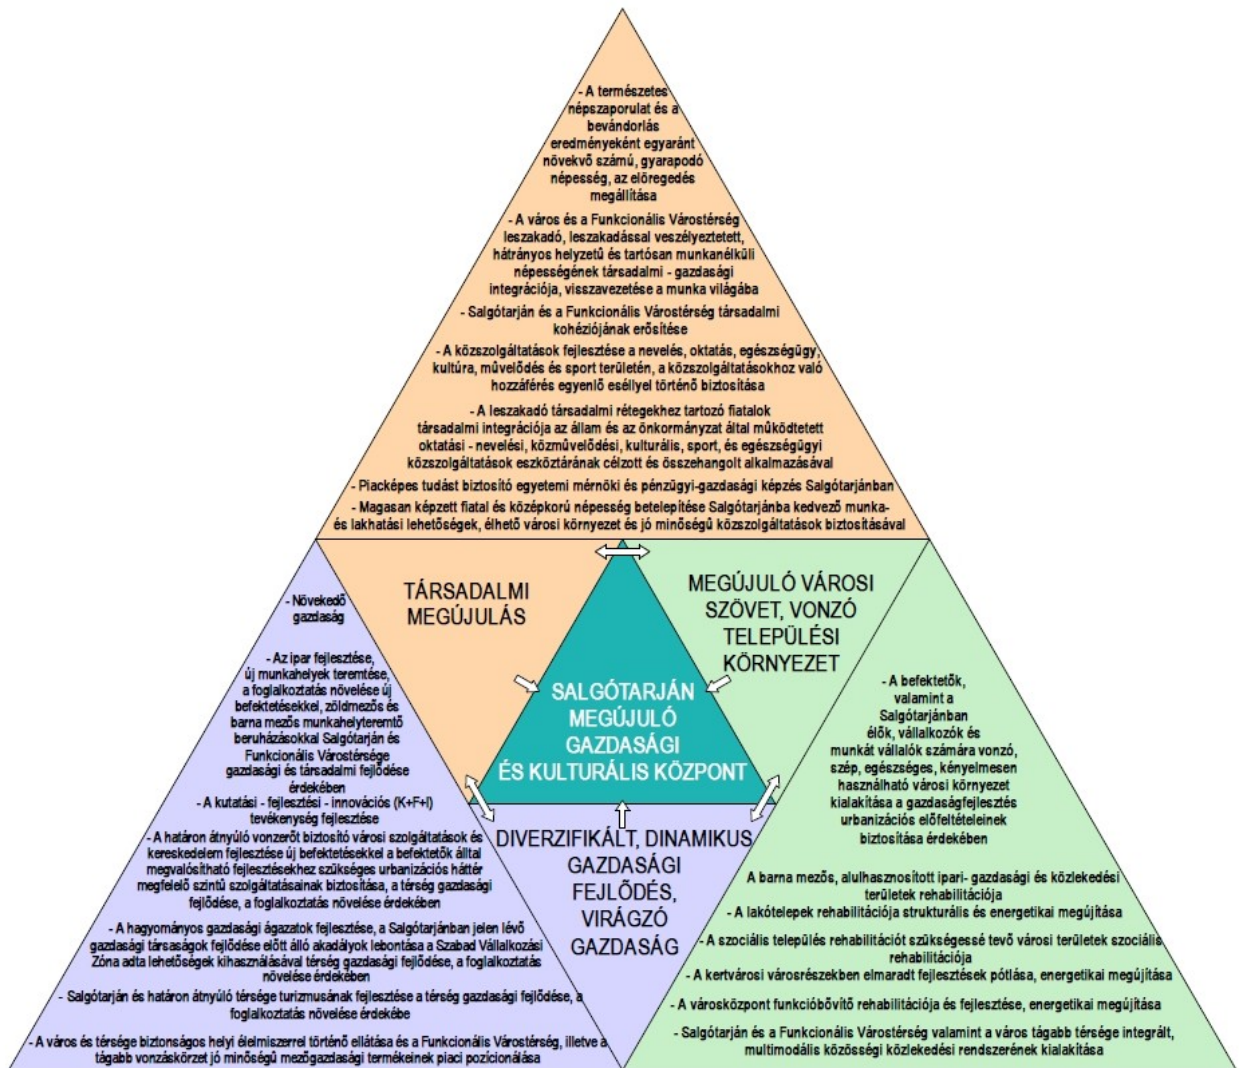 - A természetes
népszaporulat és a
bevándorlás
eredményeként egyaránt
növekvő számú, gyarapodó
népesség, az elöregedés
megállítása
- A város és a Funkcionális Várostérség
leszakadó, leszakadással veszélyeztetett,
hátrányos helyzetű és tartósan munkanélküli
népességének társadalmi - gazdasági
integrációja, visszavezetése a munka világába
- Salgótarján és a Funkcionális Várostérség társadalmi
kohéziójának erősítése
- A közszolgáltatások fejlesztése a nevelés, oktatás, egészségügy,
kultúra, művelődés és sport területén, a közszolgáltatásokhoz való
hozzáférés egyenlő eséllyel történő biztosítása
- A leszakadó társadalmi rétegekhez tartozó fiatalok
társadalmi integrációja az állam és az önkormányzat által működtetett
oktatási - nevelési, közművelődési, kulturális, sport, és egészségügyi
közszolgáltatások eszköztárának célzott és összehangolt alkalmazásával
- Piacképes tudást biztosító egyetemi mérnöki és pénzügyi-gazdasági képzés Salgótarjánban
- Magasan képzett fiatal és középkorú népesség betelepítése Salgótarjánba kedvező munka-
és lakhatási lehetőségek, élhető városi környezet és jó minőségű közszolgáltatások biztosításával
TÁRSADALMI
MEGÚJULÁS
MEGÚJULÓ VÁROSI
SZÖVET, VONZÓ
TELEPÜLÉSI
KÖRNYEZET
SALGÓTARJÁN
MEGÚJULÓ
GAZDASÁGI
ÉS KULTURÁLIS KÖZPONT
DIVERZIFIKÁLT, DINAMIKUS
GAZDASÁGI
FEJLŐDÉS,
VIRÁGZÓ
GAZDASÁG
- Növekedő
gazdaság
- Az ipar fejlesztése,
új munkahelyek teremtése,
a foglalkoztatás növelése új
befektetésekkel, zöldmezős és
barna mezős munkahelyteremtő
beruházásokkal Salgótarján és
Funkcionális Várostérsége
gazdasági és társadalmi fejlődése
érdekében
- A kutatási - fejlesztési - innovációs (K+F+I)
tevékenység fejlesztése
- A határon átnyúló vonzerőt biztosító városi szolgáltatások és
kereskedelem fejlesztése új befektetésekkel a befektetők álltal
megvalósítható fejlesztésekhez szükséges urbanizációs háttér
megfelelő szintű szolgáltatásainak biztosítása, a térség gazdasági
fejlődése, a foglalkoztatás növelése érdekében
- A hagyományos gazdasági ágazatok fejlesztése, a Salgótarjánban jelen lévő
gazdasági társaságok fejlődése előtt álló akadályok lebontása a Szabad Vállalkozási
Zóna adta lehetőségek kihasználásával térség gazdasági fejlődése, a foglalkoztatás
növelése érdekében
- Salgótarján és határon átnyúló térsége turizmusának fejlesztése a térség gazdasági fejlődése, a
foglalkoztatás növelése érdekébe
- A város és térsége biztonságos helyi élelmiszerrel történő ellátása és a Funkcionális Várostérség, illetve a
tágabb vonzáskörzet jó minőségű mezőgazdasági termékeinek piaci pozícionálása
- A befektetők,
valamint a
Salgótarjánban
élők, vállalkozók és
munkát vállalók számára vonzó,
szép, egészséges, kényelmesen
használható városi környezet
kialakítása a gazdaságfejlesztés
urbanizációs előfeltételeinek
biztosítása érdekében
A barna mezős, alulhasznosított ipari- gazdasági és közlekedési
területek rehabilitációja
- A lakótelepek rehabilitációja strukturális és energetikai megújítása
- A szociális település rehabilitációt szükségessé tevő városi területek szociális
rehabilitációja
- A kertvárosi városrészekben elmaradt fejlesztések pótlása, energetikai megújítása
- A városközpont funkcióbővítő rehabilitációja és fejlesztése, energetikai megújítása
- Salgótarján és a Funkcionális Várostérség valamint a város tágabb térsége integrált,
multimodális közösségi közlekedési rendszerének kialakítása